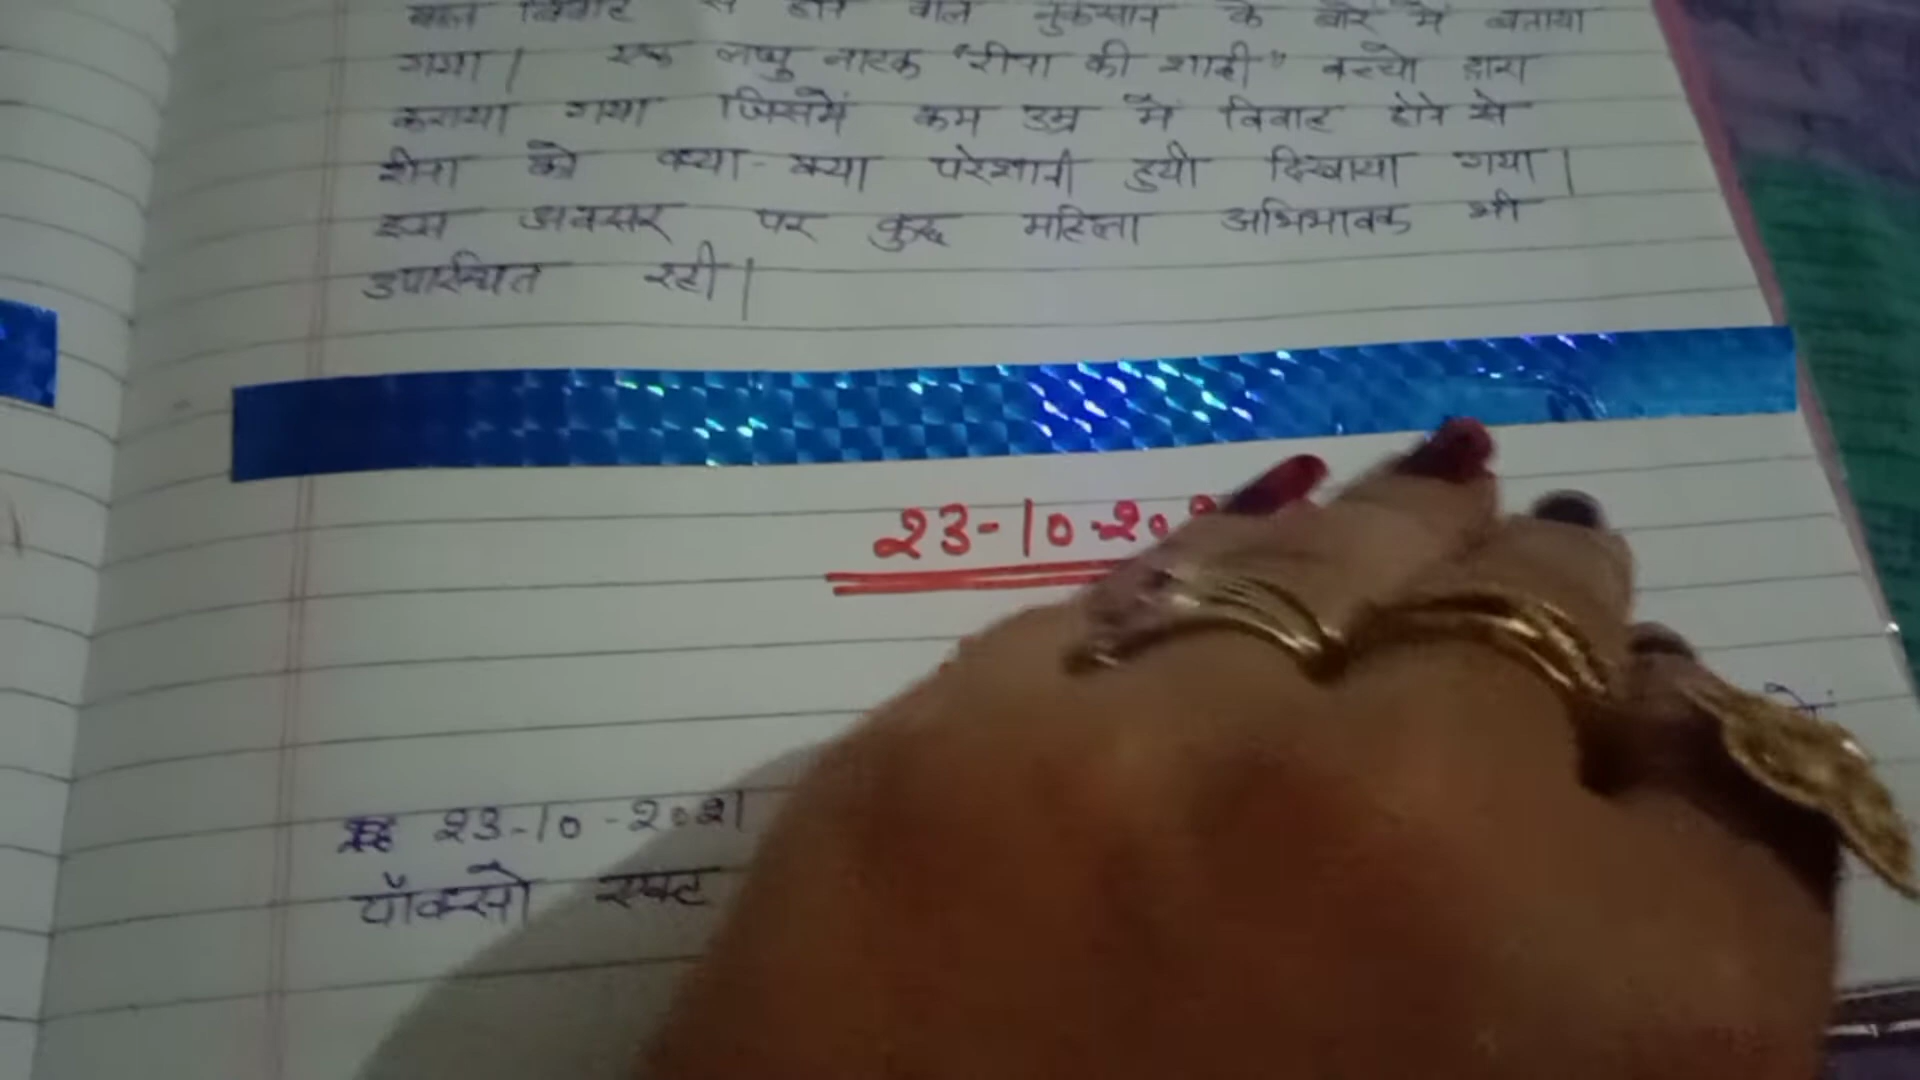 बाल विवाह से होने वाले नुकसान के बारे में बताया
गया। एक लघु नाटक "रीना की शादी" बच्चो द्वारा
कराया गया जिसमें कम उम्र में विवाह होने से
रीना को क्या-क्या परेशानी हुयी दिखाया गया।
इस अवसर पर कुछ महिला अभिभावक भी
उपस्थित रही।
23-10-20
23-10-2021
पॉक्सो एक्ट
में